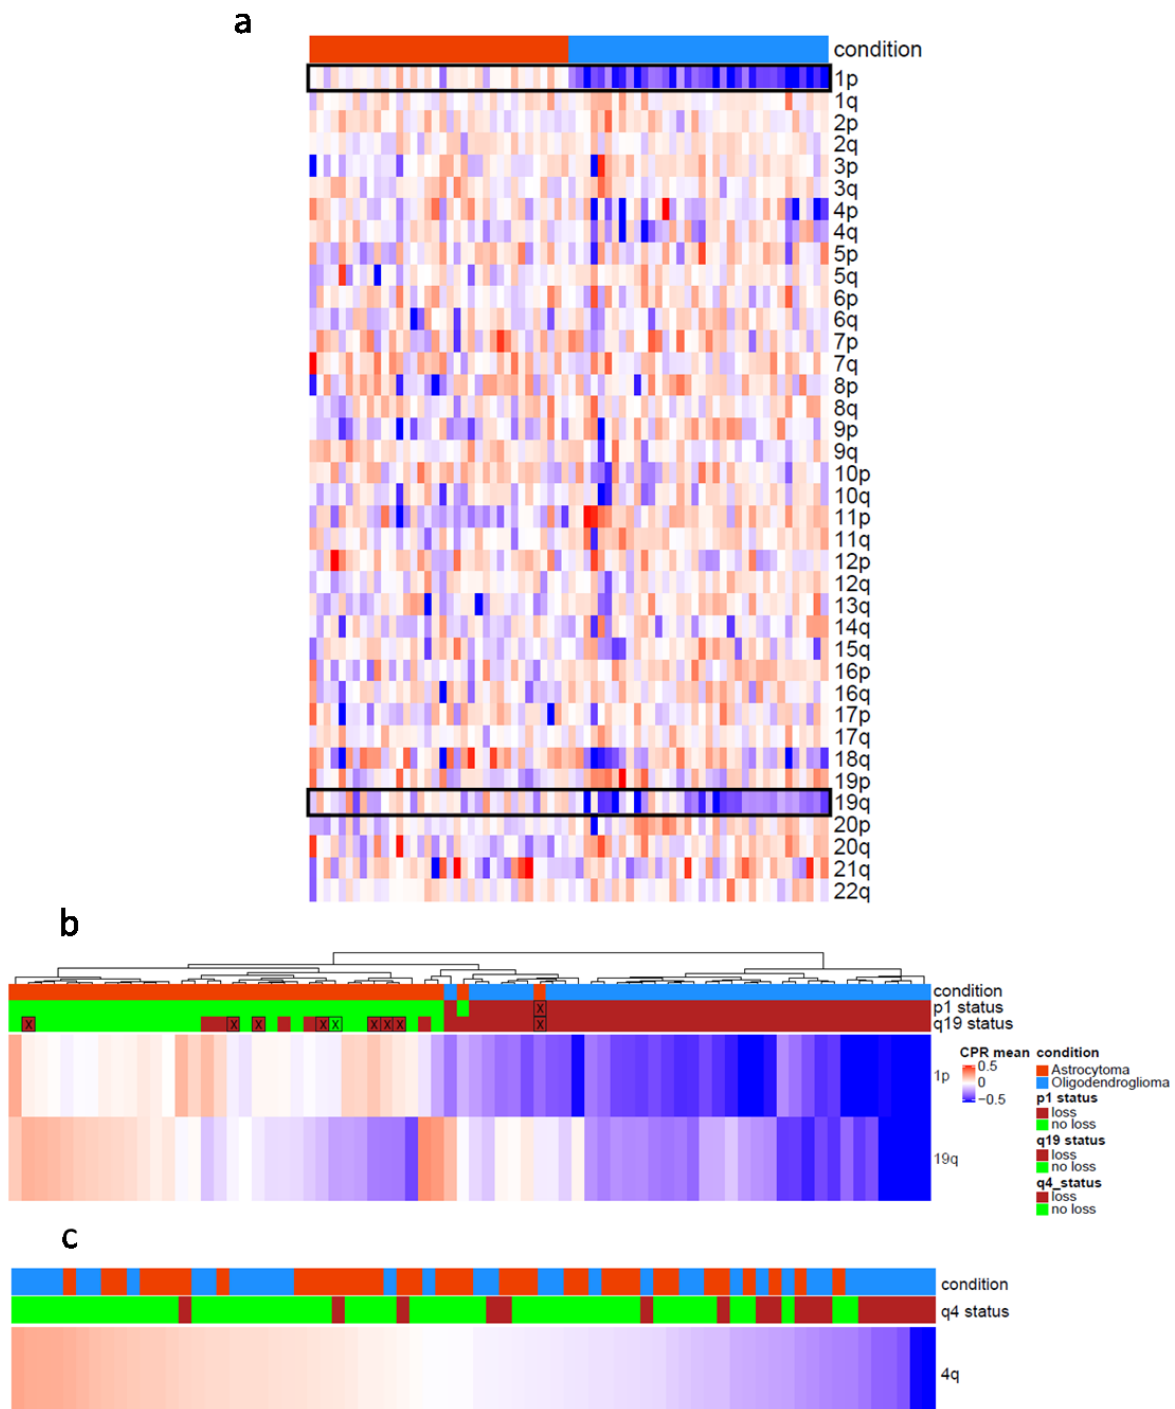 a
condition
1p
1q
2p
2q
3p
3q
4p
4q
5p
5q
6p
6q
7p
7q
8p
8q
9p
9q
10p
10q
11p
11q
12p
12q
13q
14q
15q
16p
16q
17p
17q
18q
19p
19q
20p
20q
21q
22q
b
condition
p1 status
X
q19 status
X X X X X X X X X
1p
19q
CPR mean
0.5
0
−0.5
condition
Astrocytoma
Oligodendroglioma
p1 status
loss
no loss
q19 status
loss
no loss
q4_status
loss
no loss
c
condition
q4 status
4q